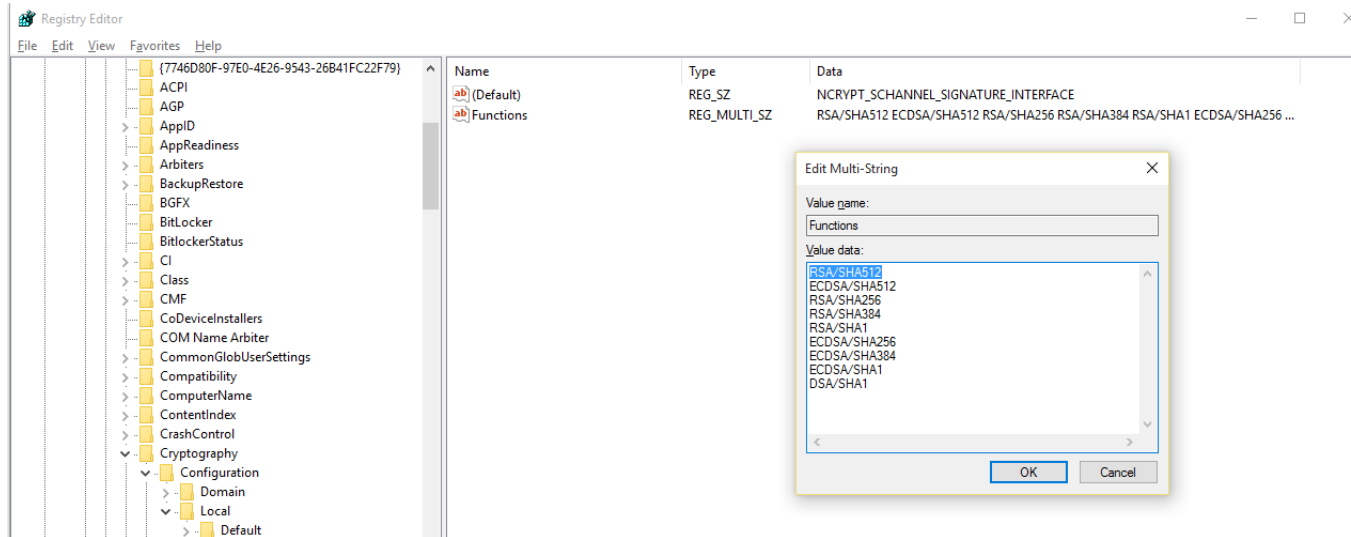 Registry Editor
File Edit View Favorites Help
{7746D80F-97E0-4E26-9543-26B41FC22F79}
ACPI
AGP
AppID
AppReadiness
Arbiters
BackupRestore
BGFX
BitLocker
BitlockerStatus
CI
Class
CMF
CoDeviceInstallers
COM Name Arbiter
CommonGlobUserSettings
Compatibility
ComputerName
ContentIndex
CrashControl
Cryptography
Configuration
Domain
Local
Default
Name Type Data
ab (Default) REG_SZ NCRYPT_SCHANNEL_SIGNATURE_INTERFACE
ab Functions REG_MULTI_SZ RSA/SHA512 ECDSA/SHA512 RSA/SHA256 RSA/SHA384 RSA/SHA1 ECDSA/SHA256 ...
Edit Multi-String
Value name:
Functions
Value data:
RSA/SHA512
ECDSA/SHA512
RSA/SHA256
RSA/SHA384
RSA/SHA1
ECDSA/SHA256
ECDSA/SHA384
ECDSA/SHA1
DSA/SHA1
OK Cancel